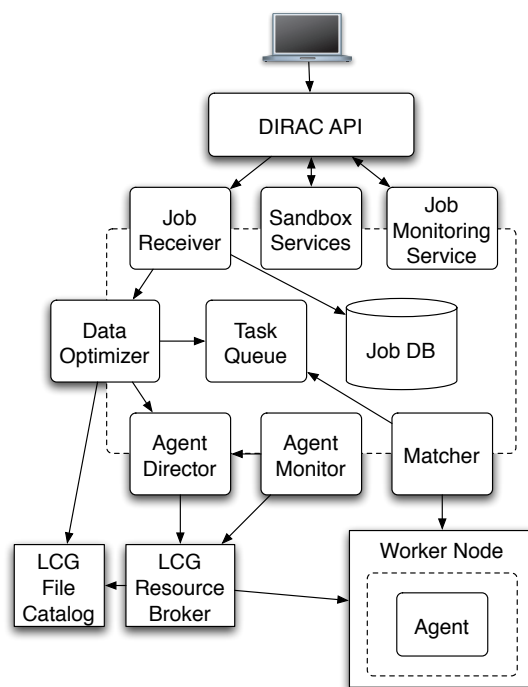 DIRAC API
Job
Receiver
Sandbox
Services
Job
Monitoring
Service
Data
Optimizer
Task
Queue
Job DB
Agent
Director
Agent
Monitor
Matcher
LCG
File
Catalog
LCG
Resource
Broker
Worker Node
Agent